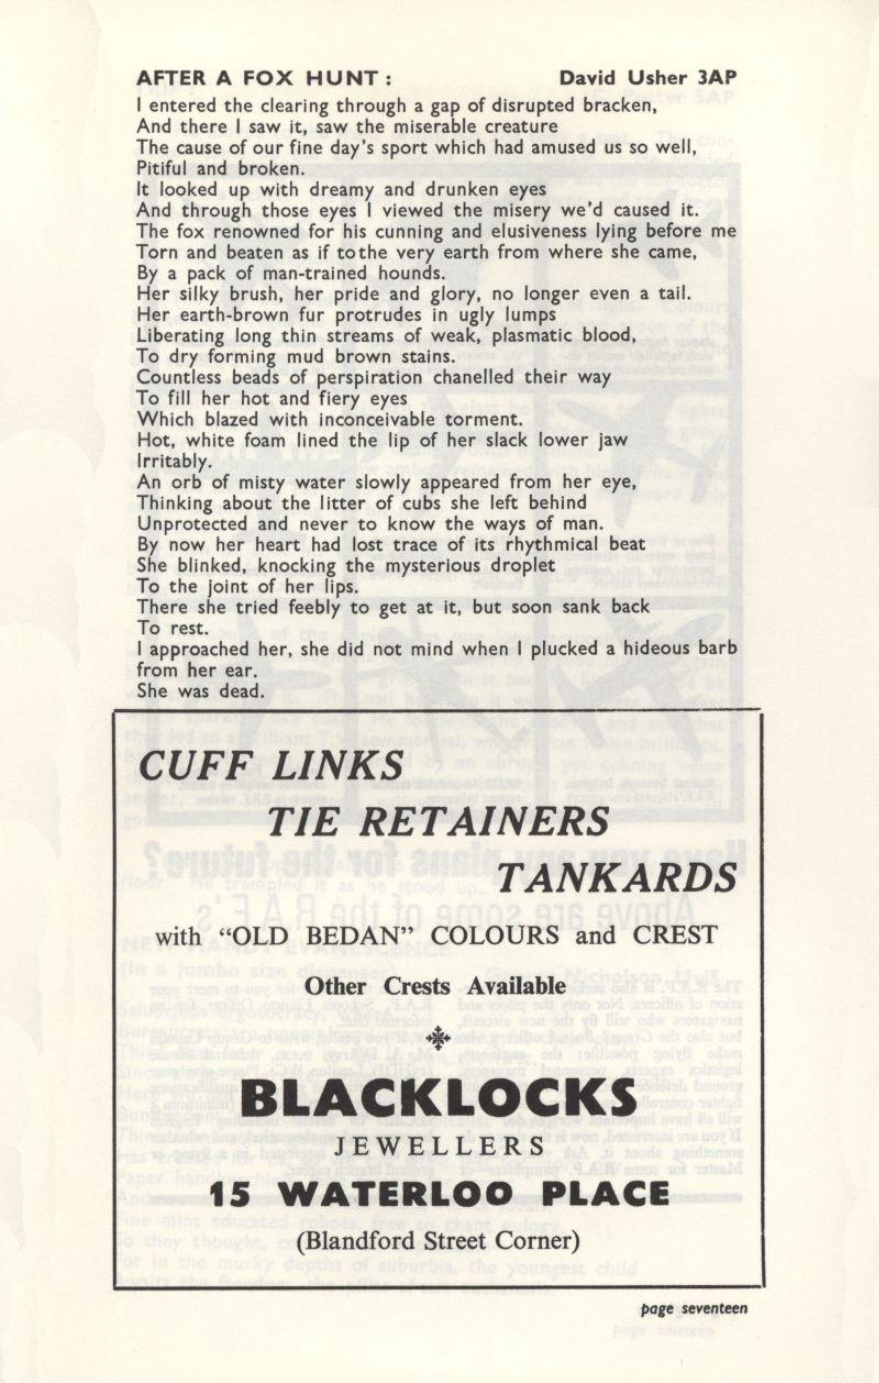 AFTER A FOX HUNT : David Usher 3AP
I entered the clearing through a gap of disrupted bracken,
And there I saw it, saw the miserable creature
The cause of our fine day's sport which had amused us so well,
Pitiful and broken.
It looked up with dreamy and drunken eyes
And through those eyes I viewed the misery we'd caused it.
The fox renowned for his cunning and elusiveness lying before me
Torn and beaten as if to the very earth from where she came,
By a pack of man-trained hounds.
Her silky brush, her pride and glory, no longer even a tail.
Her earth-brown fur protrudes in ugly lumps
Liberating long thin streams of weak, plasmatic blood,
To dry forming mud brown stains.
Countless beads of perspiration chanelled their way
To fill her hot and fiery eyes
Which blazed with inconceivable torment.
Hot, white foam lined the lip of her slack lower jaw
Irritably.
An orb of misty water slowly appeared from her eye,
Thinking about the litter of cubs she left behind
Unprotected and never to know the ways of man.
By now her heart had lost trace of its rhythmical beat
She blinked, knocking the mysterious droplet
To the joint of her lips.
There she tried feebly to get at it, but soon sank back
To rest.
I approached her, she did not mind when I plucked a hideous barb
from her ear.
She was dead.
CUFF LINKS
TIE RETAINERS
TANKARDS
with "OLD BEDAN" COLOURS and CREST
Other Crests Available
BLACKLOCKS
JEWELLERS
15 WATERLOO PLACE
(Blandford Street Corner)
page seventeen